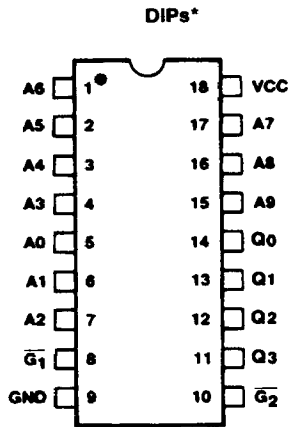 DIPs*
A6 1 18 VCC
A5 2 17 A7
A4 3 16 A8
A3 4 15 A9
A0 5 14 Q0
A1 6 13 Q1
A2 7 12 Q2
G1 8 11 Q3
GND 9 10 G2